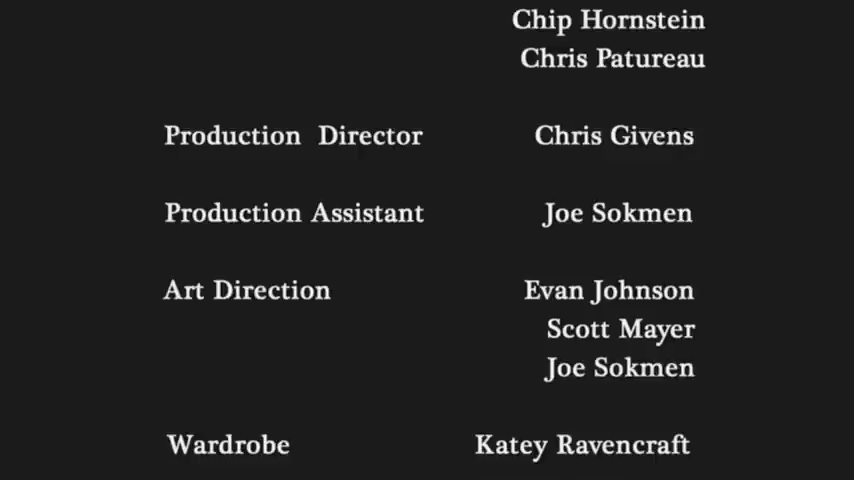 Chip Hornstein
Chris Patureau
Production Director Chris Givens
Production Assistant Joe Sokmen
Art Direction Evan Johnson
Scott Mayer
Joe Sokmen
Wardrobe Katey Ravencraft